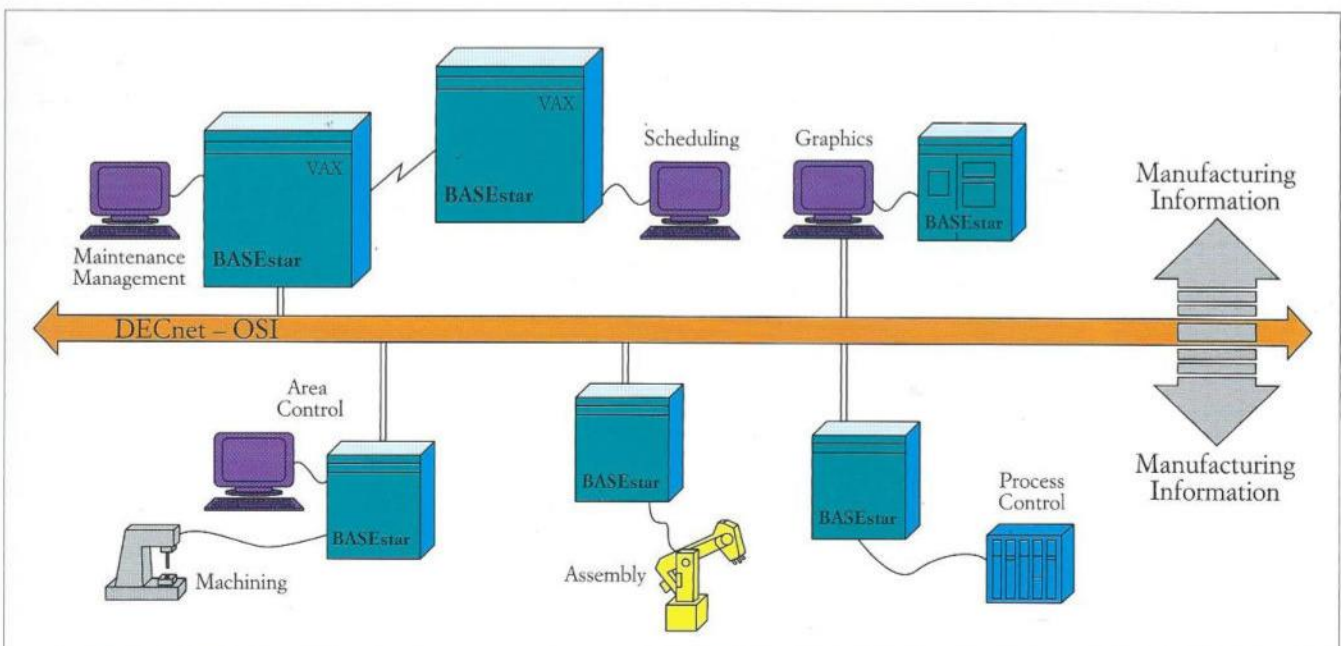 VAX
BASEstar
Scheduling
Graphics
VAX
BASEstar
BASEstar
Manufacturing
Information
Maintenance
Management
DECnet – OSI
Area
Control
BASEstar
BASEstar
BASEstar
Manufacturing
Information
Process
Control
Machining
Assembly